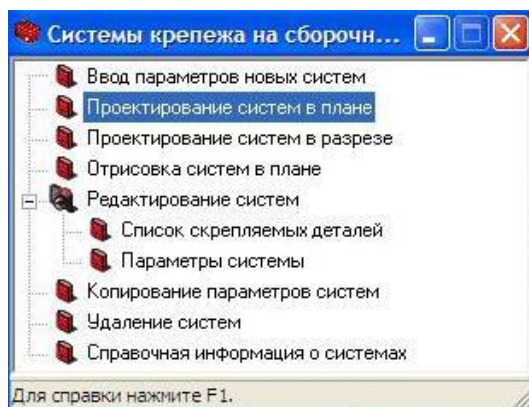 Системы крепежа на сборочн...
Ввод параметров новых систем
Проектирование систем в плане
Проектирование систем в разрезе
Отрисовка систем в плане
Редактирование систем
Список скрепляемых деталей
Параметры системы
Копирование параметров систем
Удаление систем
Справочная информация о системах
Для справки нажмите F1.